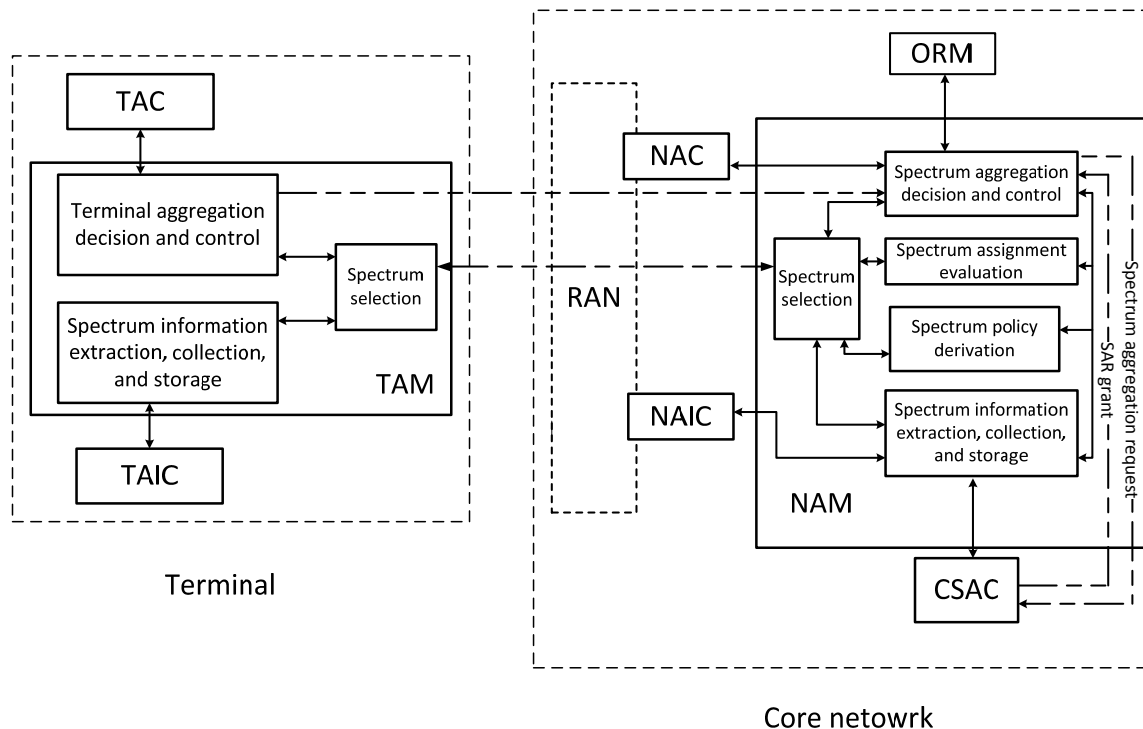 TAC
Terminal aggregation
decision and control
Spectrum
selection
Spectrum information
extraction, collection,
and storage
TAM
TAIC
Terminal
RAN
NAC
NAIC
ORM
Spectrum aggregation
decision and control
Spectrum assignment
evaluation
Spectrum
selection
Spectrum policy
derivation
Spectrum information
extraction, collection,
and storage
NAM
CSAC
SAR grant
Spectrum aggregation request
Core netowrk